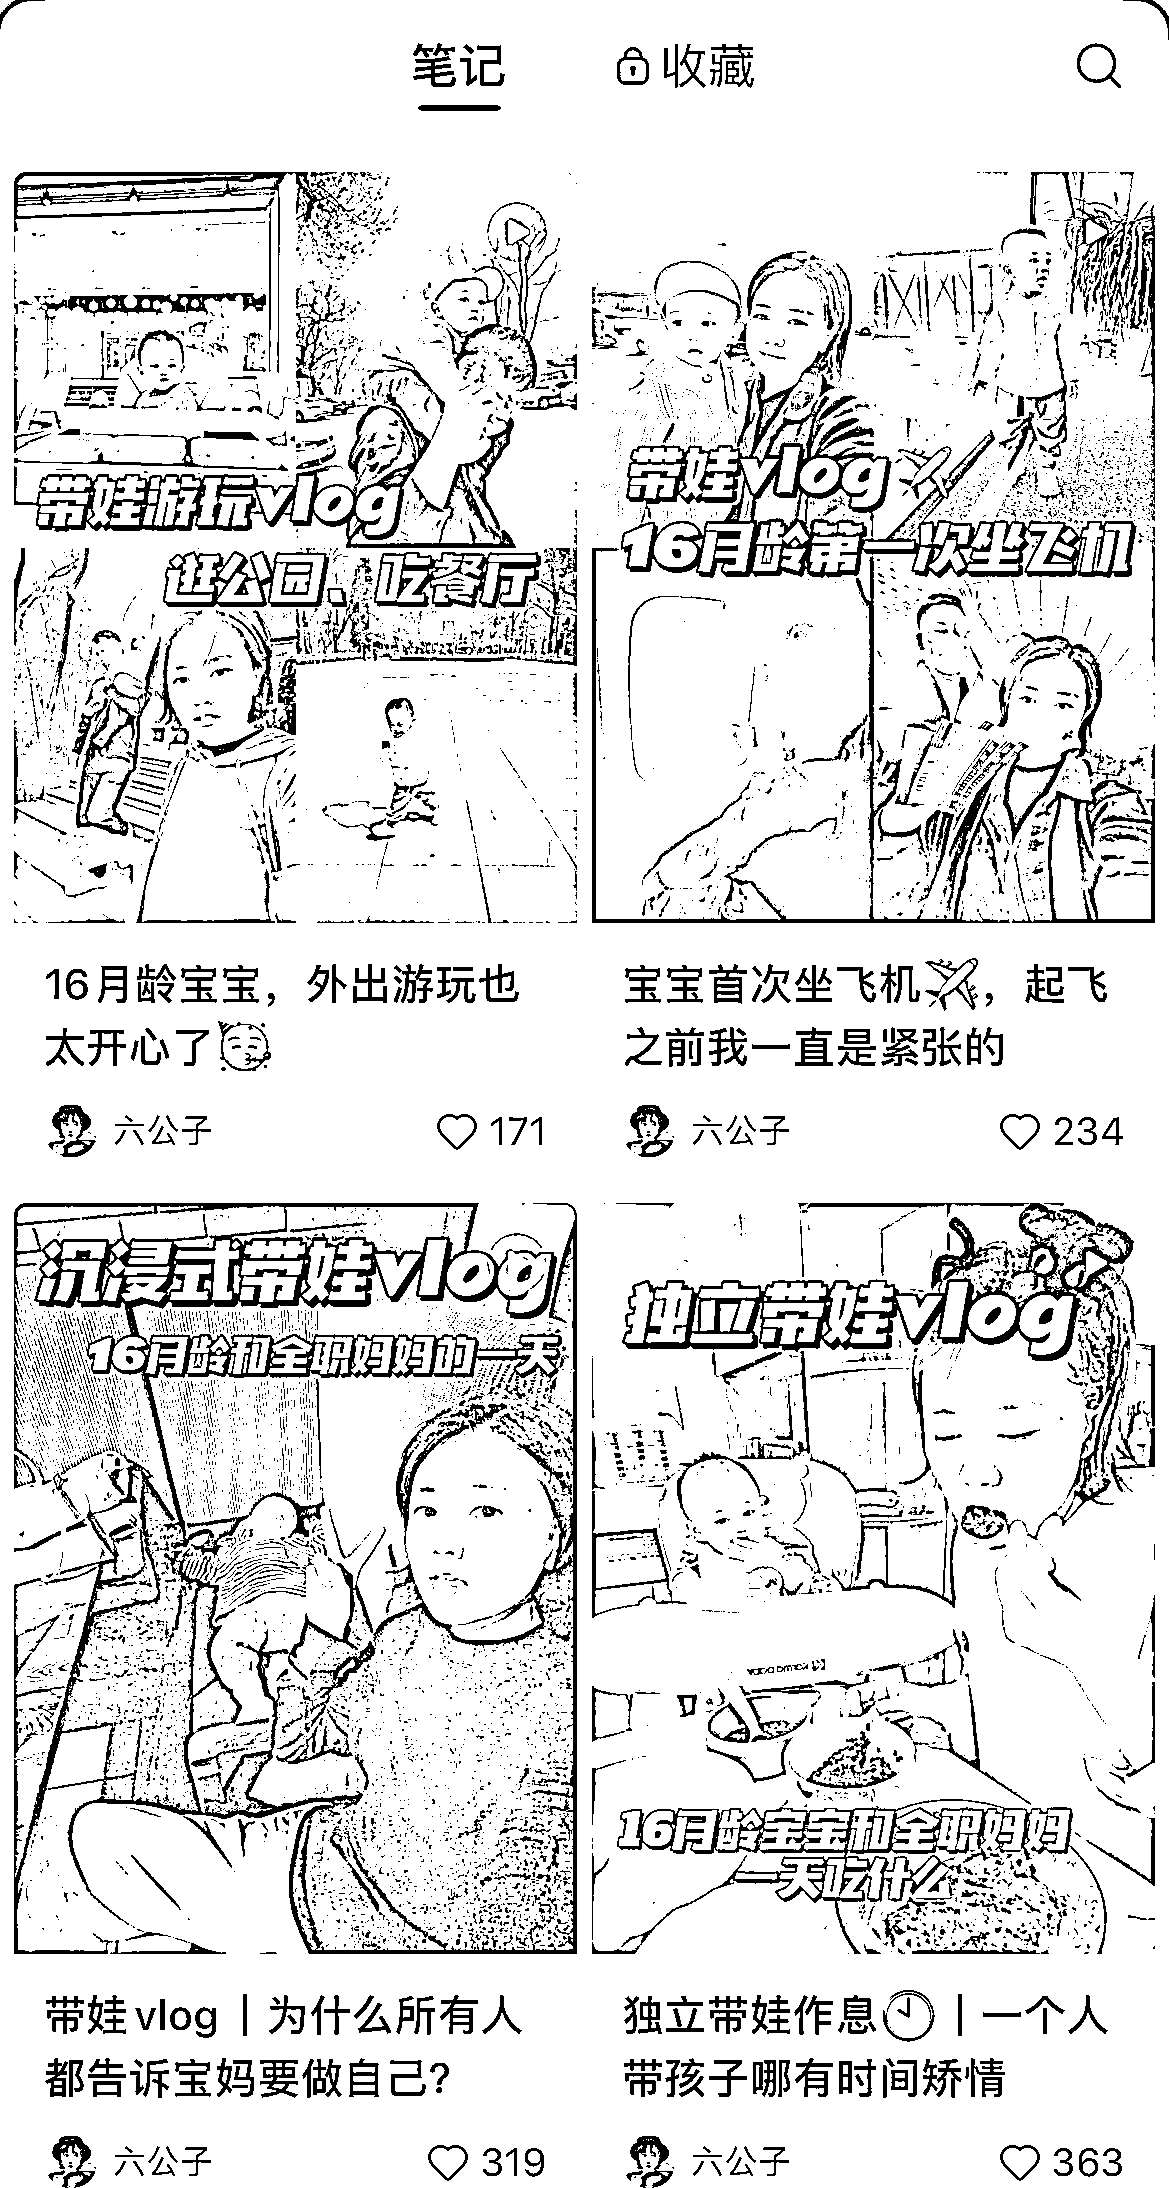 笔记
收藏
带娃游玩vlog
逛公园、吃餐厅
带娃vlog
16月龄第一次坐飞机
16月龄宝宝，外出游玩也
太开心了
六公子
171
宝宝首次坐飞机，起飞
之前我一直是紧张的
六公子
234
沉浸式带娃vlog
16月龄和全职妈妈的一天
独立带娃vlog
16月龄宝宝和全职妈妈
一天吃什么
带娃vlog｜为什么所有人
都告诉宝妈要做自己？
六公子
319
独立带娃作息｜一个人
带孩子哪有时间矫情
六公子
363